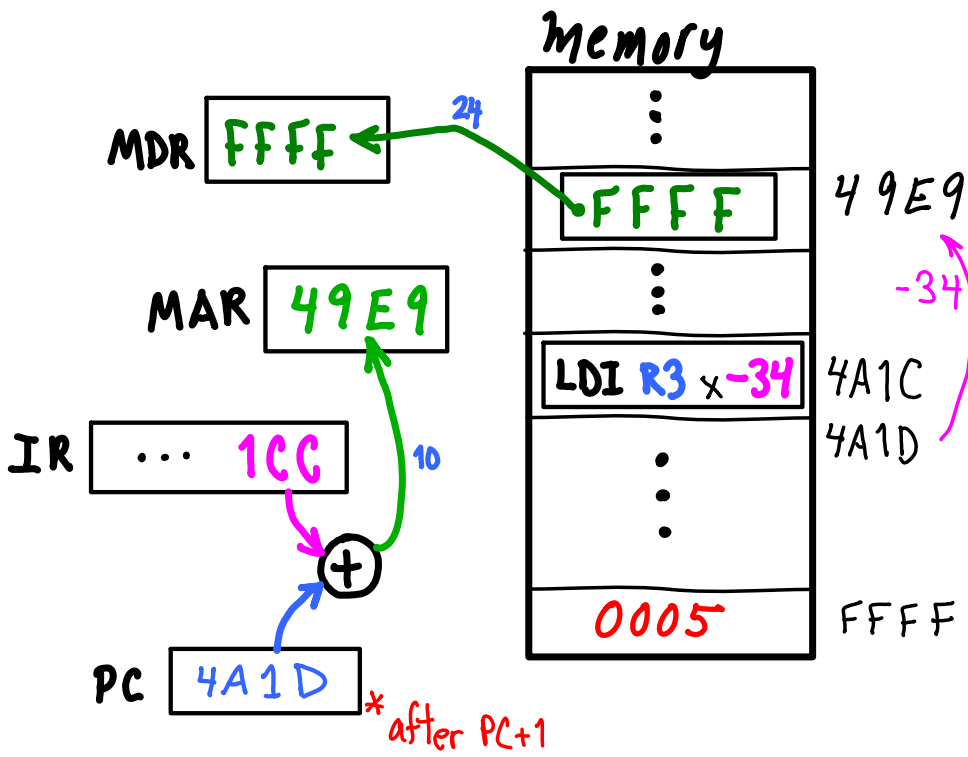 Memory
24
MDR FFFF
FFFF 49E9
-34
MAR 49E9
LDI R3 x-34 4A1C
4A1D
IR ... 1CC
10
+
0005 FFFF
PC 4A1D
* after PC+1